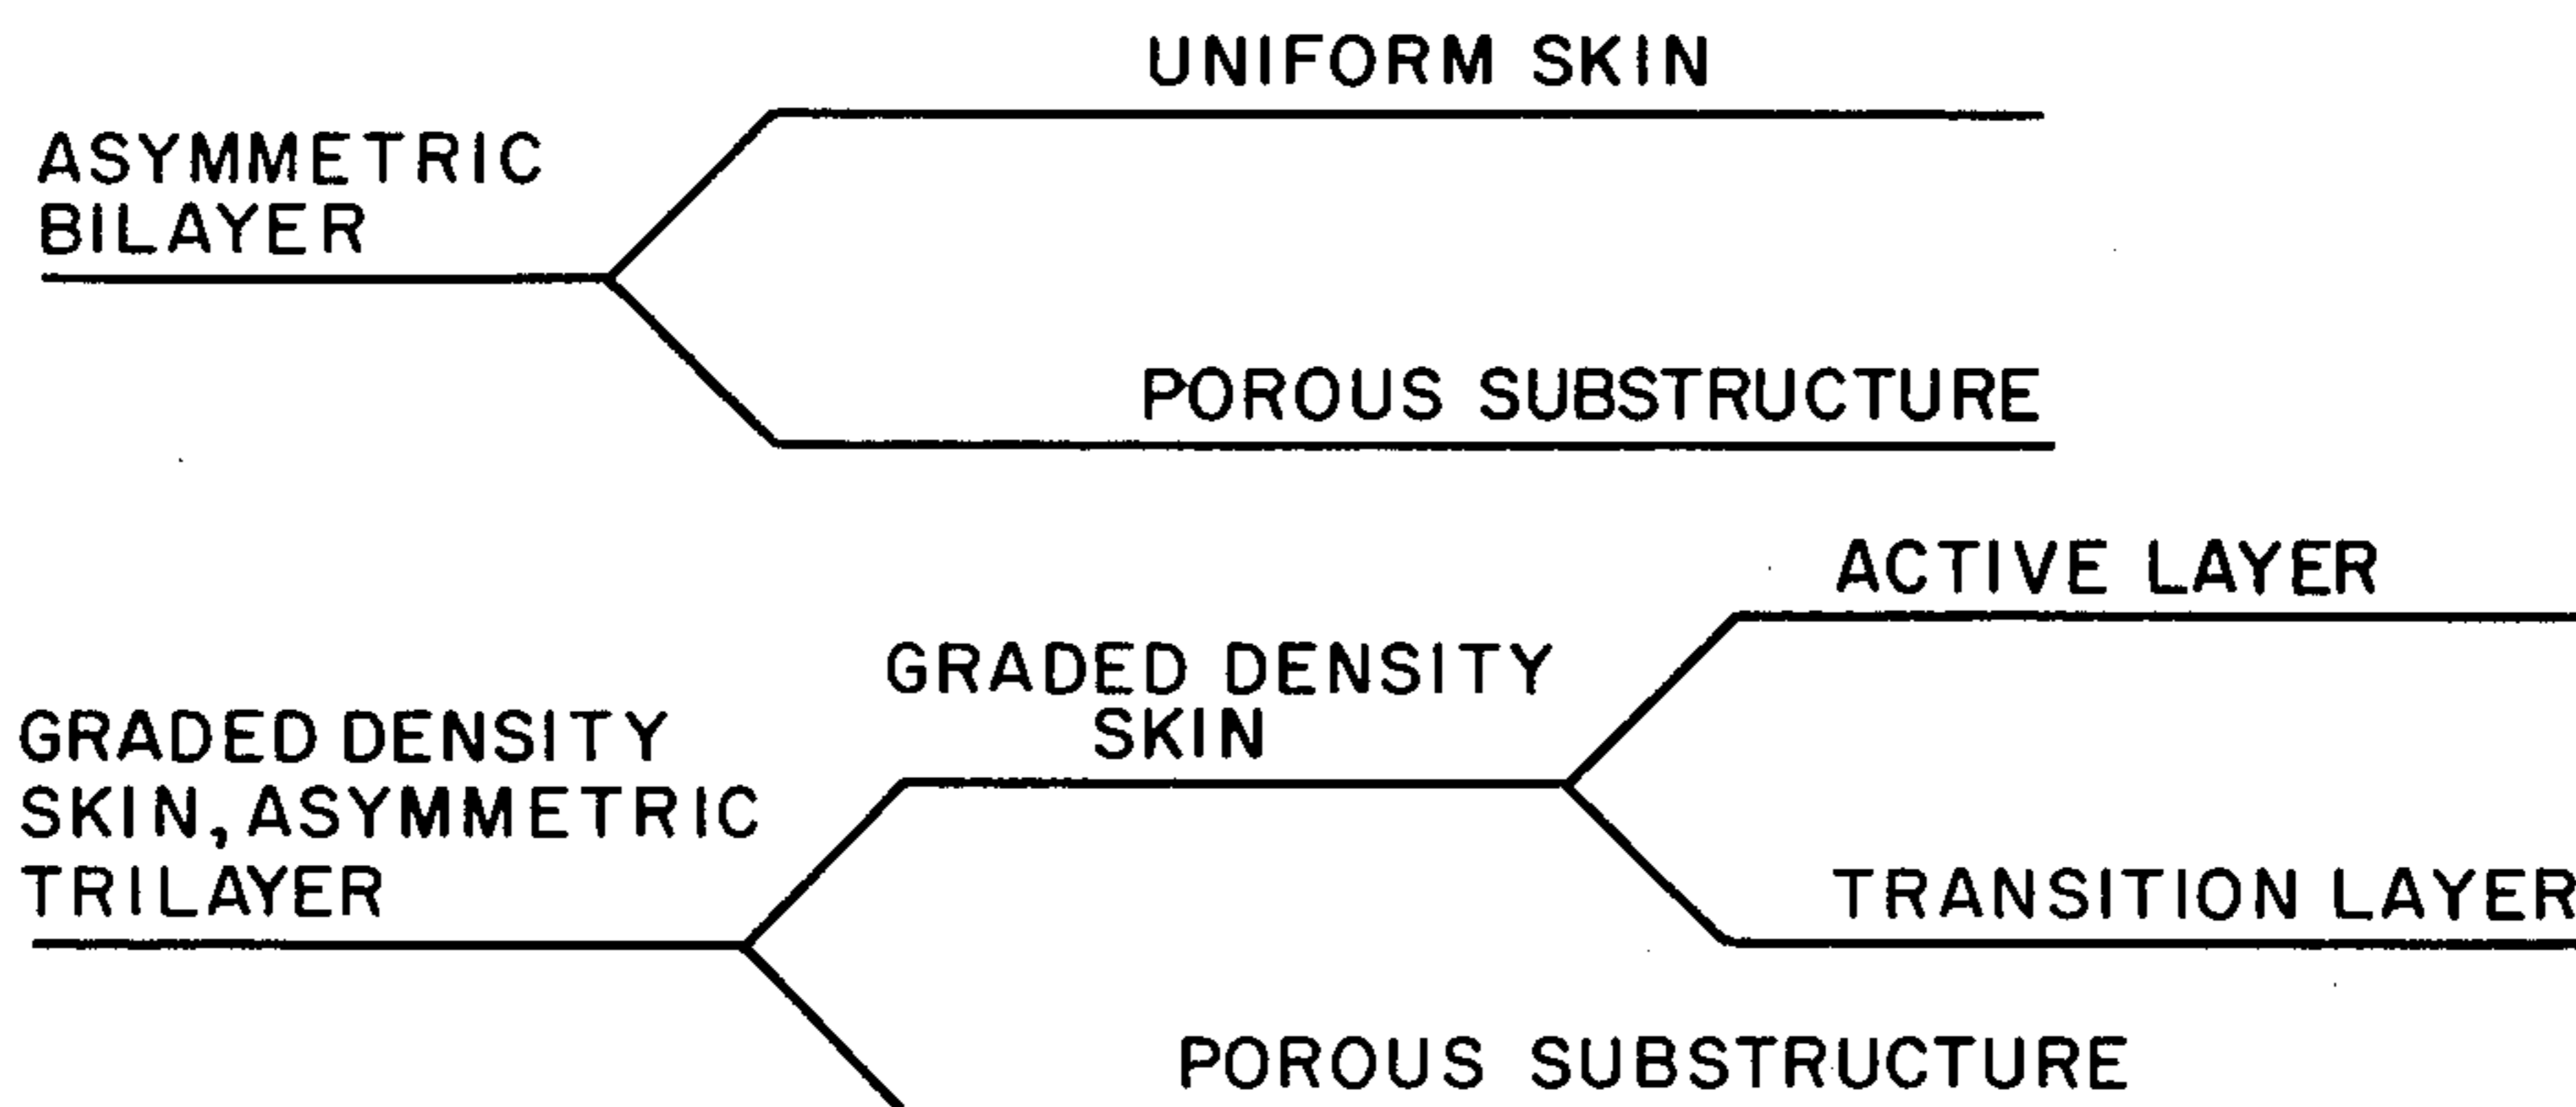 UNIFORM SKIN
ASYMMETRIC
BILAYER
POROUS SUBSTRUCTURE
ACTIVE LAYER
GRADED DENSITY
SKIN
GRADED DENSITY
SKIN, ASYMMETRIC
TRILAYER
TRANSITION LAYER
POROUS SUBSTRUCTURE